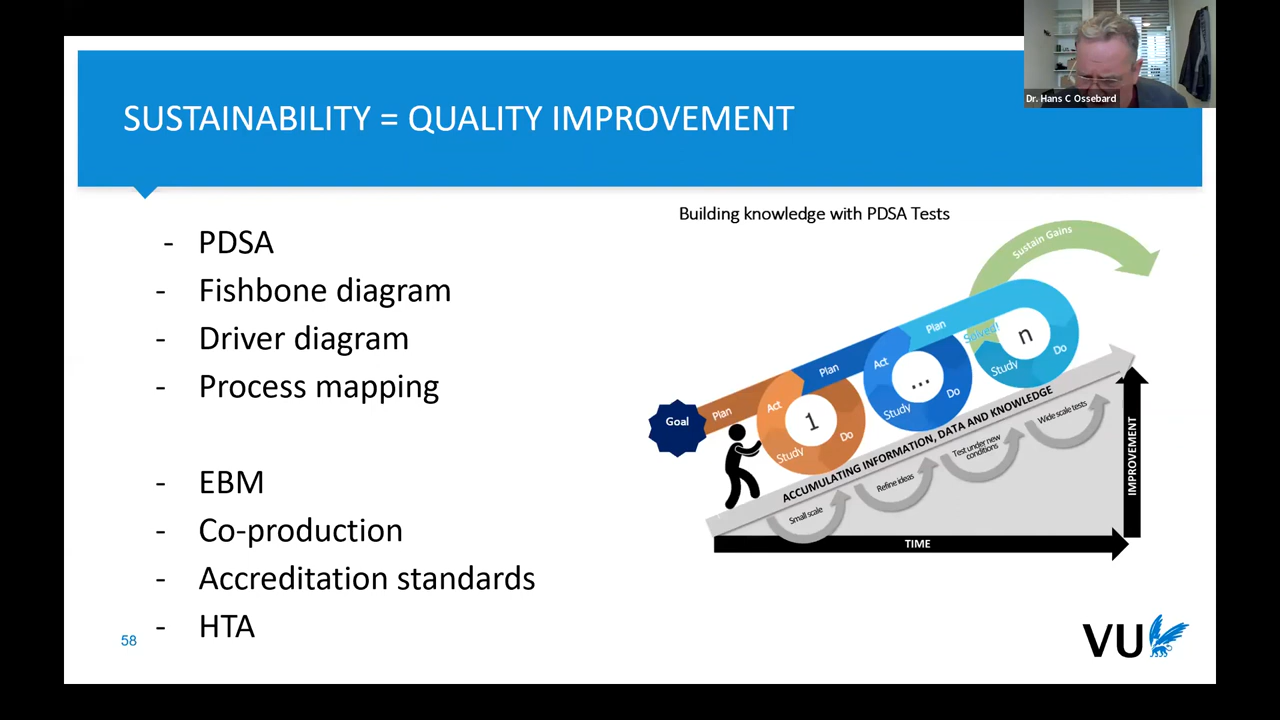 Dr. Hans C Ossebard
SUSTAINABILITY = QUALITY IMPROVEMENT
- PDSA
- Fishbone diagram
- Driver diagram
- Process mapping
- EBM
- Co-production
- Accreditation standards
- HTA
58
Building knowledge with PDSA Tests
Sustain Gains
Goal
Plan
Act
1
Study
Do
Plan
Act
...
Study
Do
Plan
Solved!
n
Study
Do
ACCUMULATING INFORMATION, DATA AND KNOWLEDGE
Small scale
Refine ideas
Test under new
conditions
Wide scale tests
IMPROVEMENT
TIME
VU